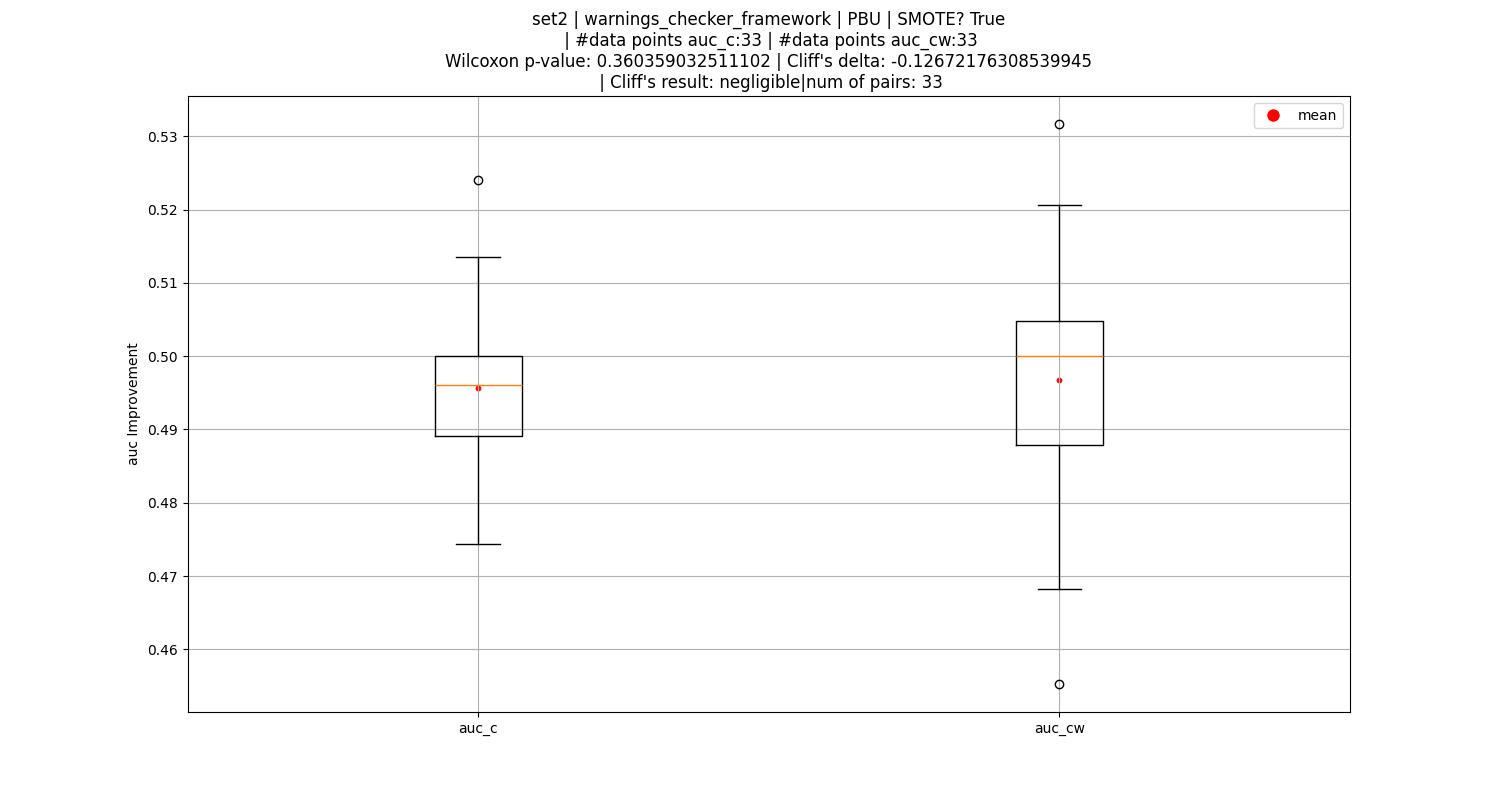 set2 | warnings_checker_framework | PBU | SMOTE? True
| #data points auc_c:33 | #data points auc_cw:33
Wilcoxon p-value: 0.360359032511102 | Cliff's delta: -0.12672176308539945
| Cliff's result: negligible|num of pairs: 33
mean
0.53
0.52
0.51
0.50
0.49
0.48
0.47
0.46
auc Improvement
auc_c
auc_cw